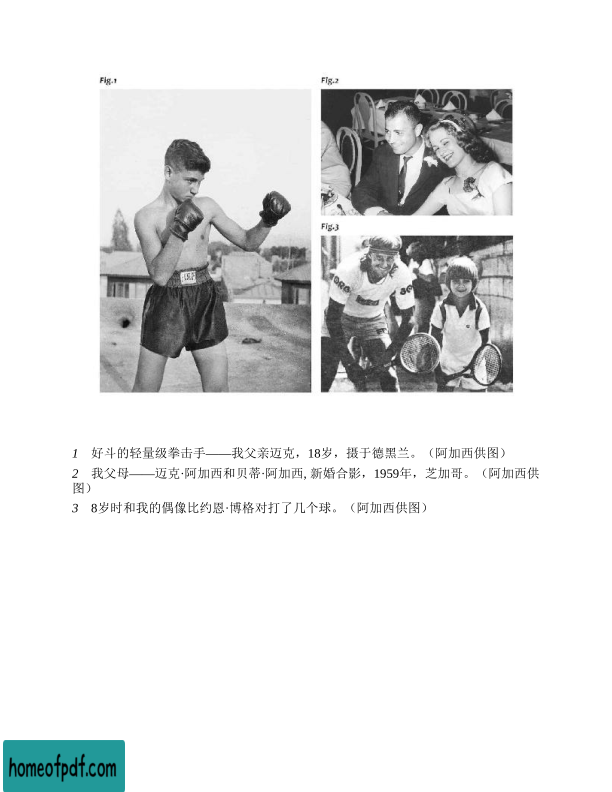 Fig.1
Fig.2
Fig.3
1 好斗的轻量级拳击手——我父亲迈克，18岁，摄于德黑兰。（阿加西供图）
2 我父母——迈克·阿加西和贝蒂·阿加西, 新婚合影，1959年，芝加哥。（阿加西供
图）
3 8岁时和我的偶像比约恩·博格对打了几个球。（阿加西供图）
homeofpdf.com